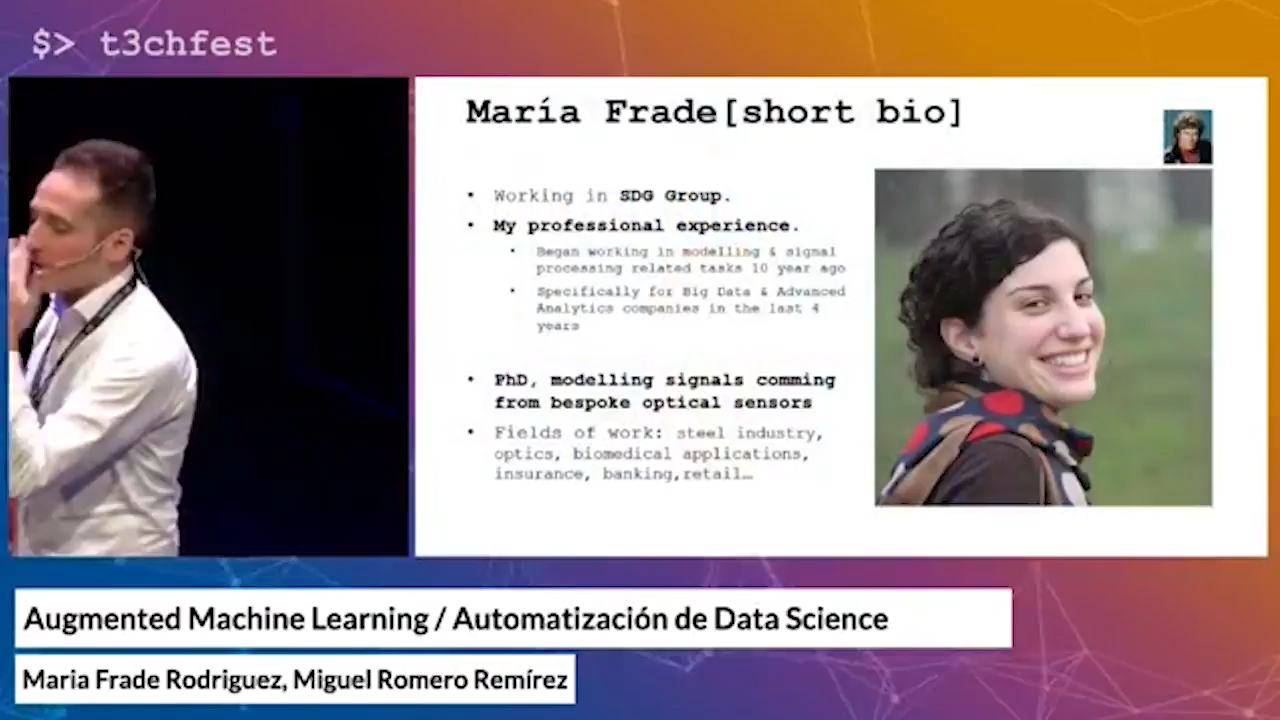 $> t3chfest
María Frade[short bio]
• Working in SDG Group.
• My professional experience.
• Began working in modelling & signal
processing related tasks 10 year ago
• Specifically for Big Data & Advanced
Analytics companies in the last 4
years
• PhD, modelling signals comming
from bespoke optical sensors
• Fields of work: steel industry,
optics, biomedical applications,
insurance, banking,retail…
Augmented Machine Learning / Automatización de Data Science
Maria Frade Rodriguez, Miguel Romero Remírez